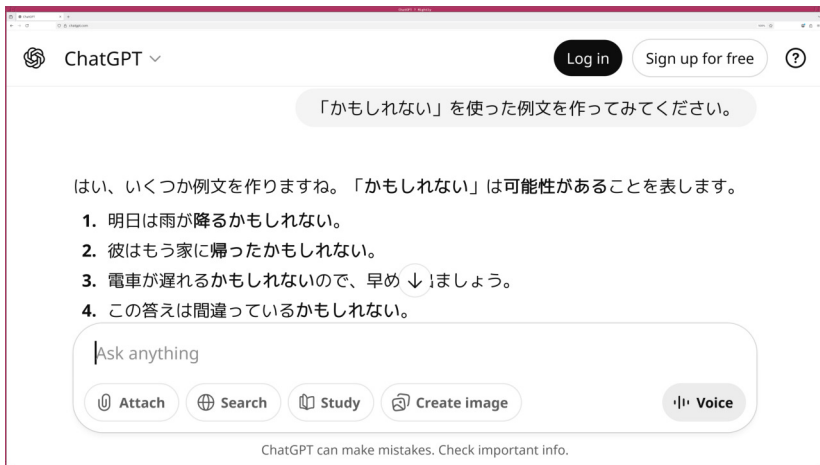 ChatGPT
Log in
Sign up for free
「かもしれない」を使った例文を作ってみてください。
はい、いくつか例文を作りますね。「かもしれない」は可能性があることを表します。
1. 明日は雨が降るかもしれない。
2. 彼はもう家に帰ったかもしれない。
3. 電車が遅れるかもしれないので、早め ましょう。
4. この答えは間違っているかもしれない。
Ask anything
Attach
Search
Study
Create image
Voice
ChatGPT can make mistakes. Check important info.